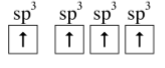 sp³ sp³ sp³ sp³
↑ ↑ ↑ ↑